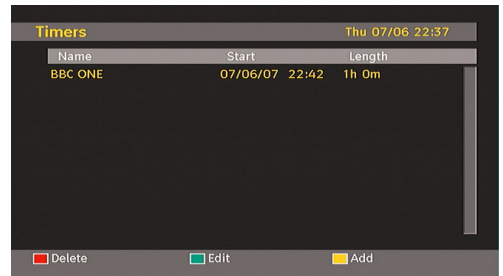 Timers Thu 07/06 22:37
Name Start Length
BBC ONE 07/06/07 22:42 1h 0m
Delete Edit Add